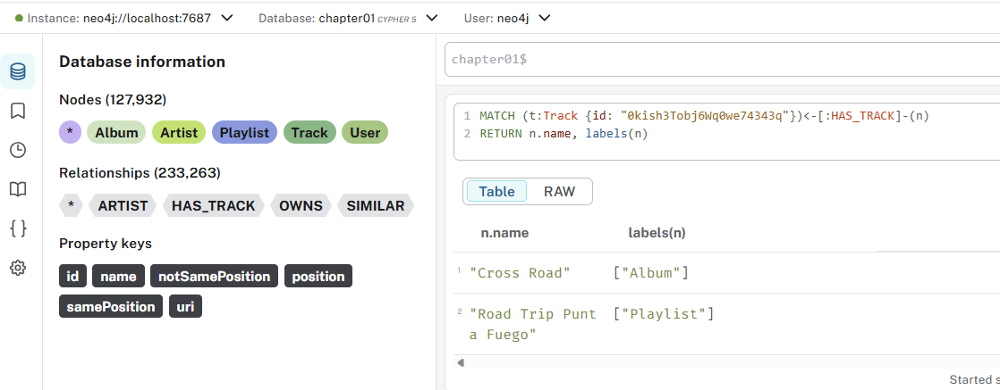 Instance: neo4j://localhost:7687 Database: chapter01 CYPHER 5 User: neo4j
Database information
Nodes (127,932)
* Album Artist Playlist Track User
Relationships (233,263)
* ARTIST HAS_TRACK OWNS SIMILAR
Property keys
id name notSamePosition position
samePosition uri
chapter01$
1 MATCH (t:Track {id: "0kish3Tobj6Wq0we74343q"})<-[:HAS_TRACK]-(n)
2 RETURN n.name, labels(n)
Table RAW
n.name labels(n)
1 "Cross Road" ["Album"]
2 "Road Trip Punt ["Playlist"]
a Fuego"
Started